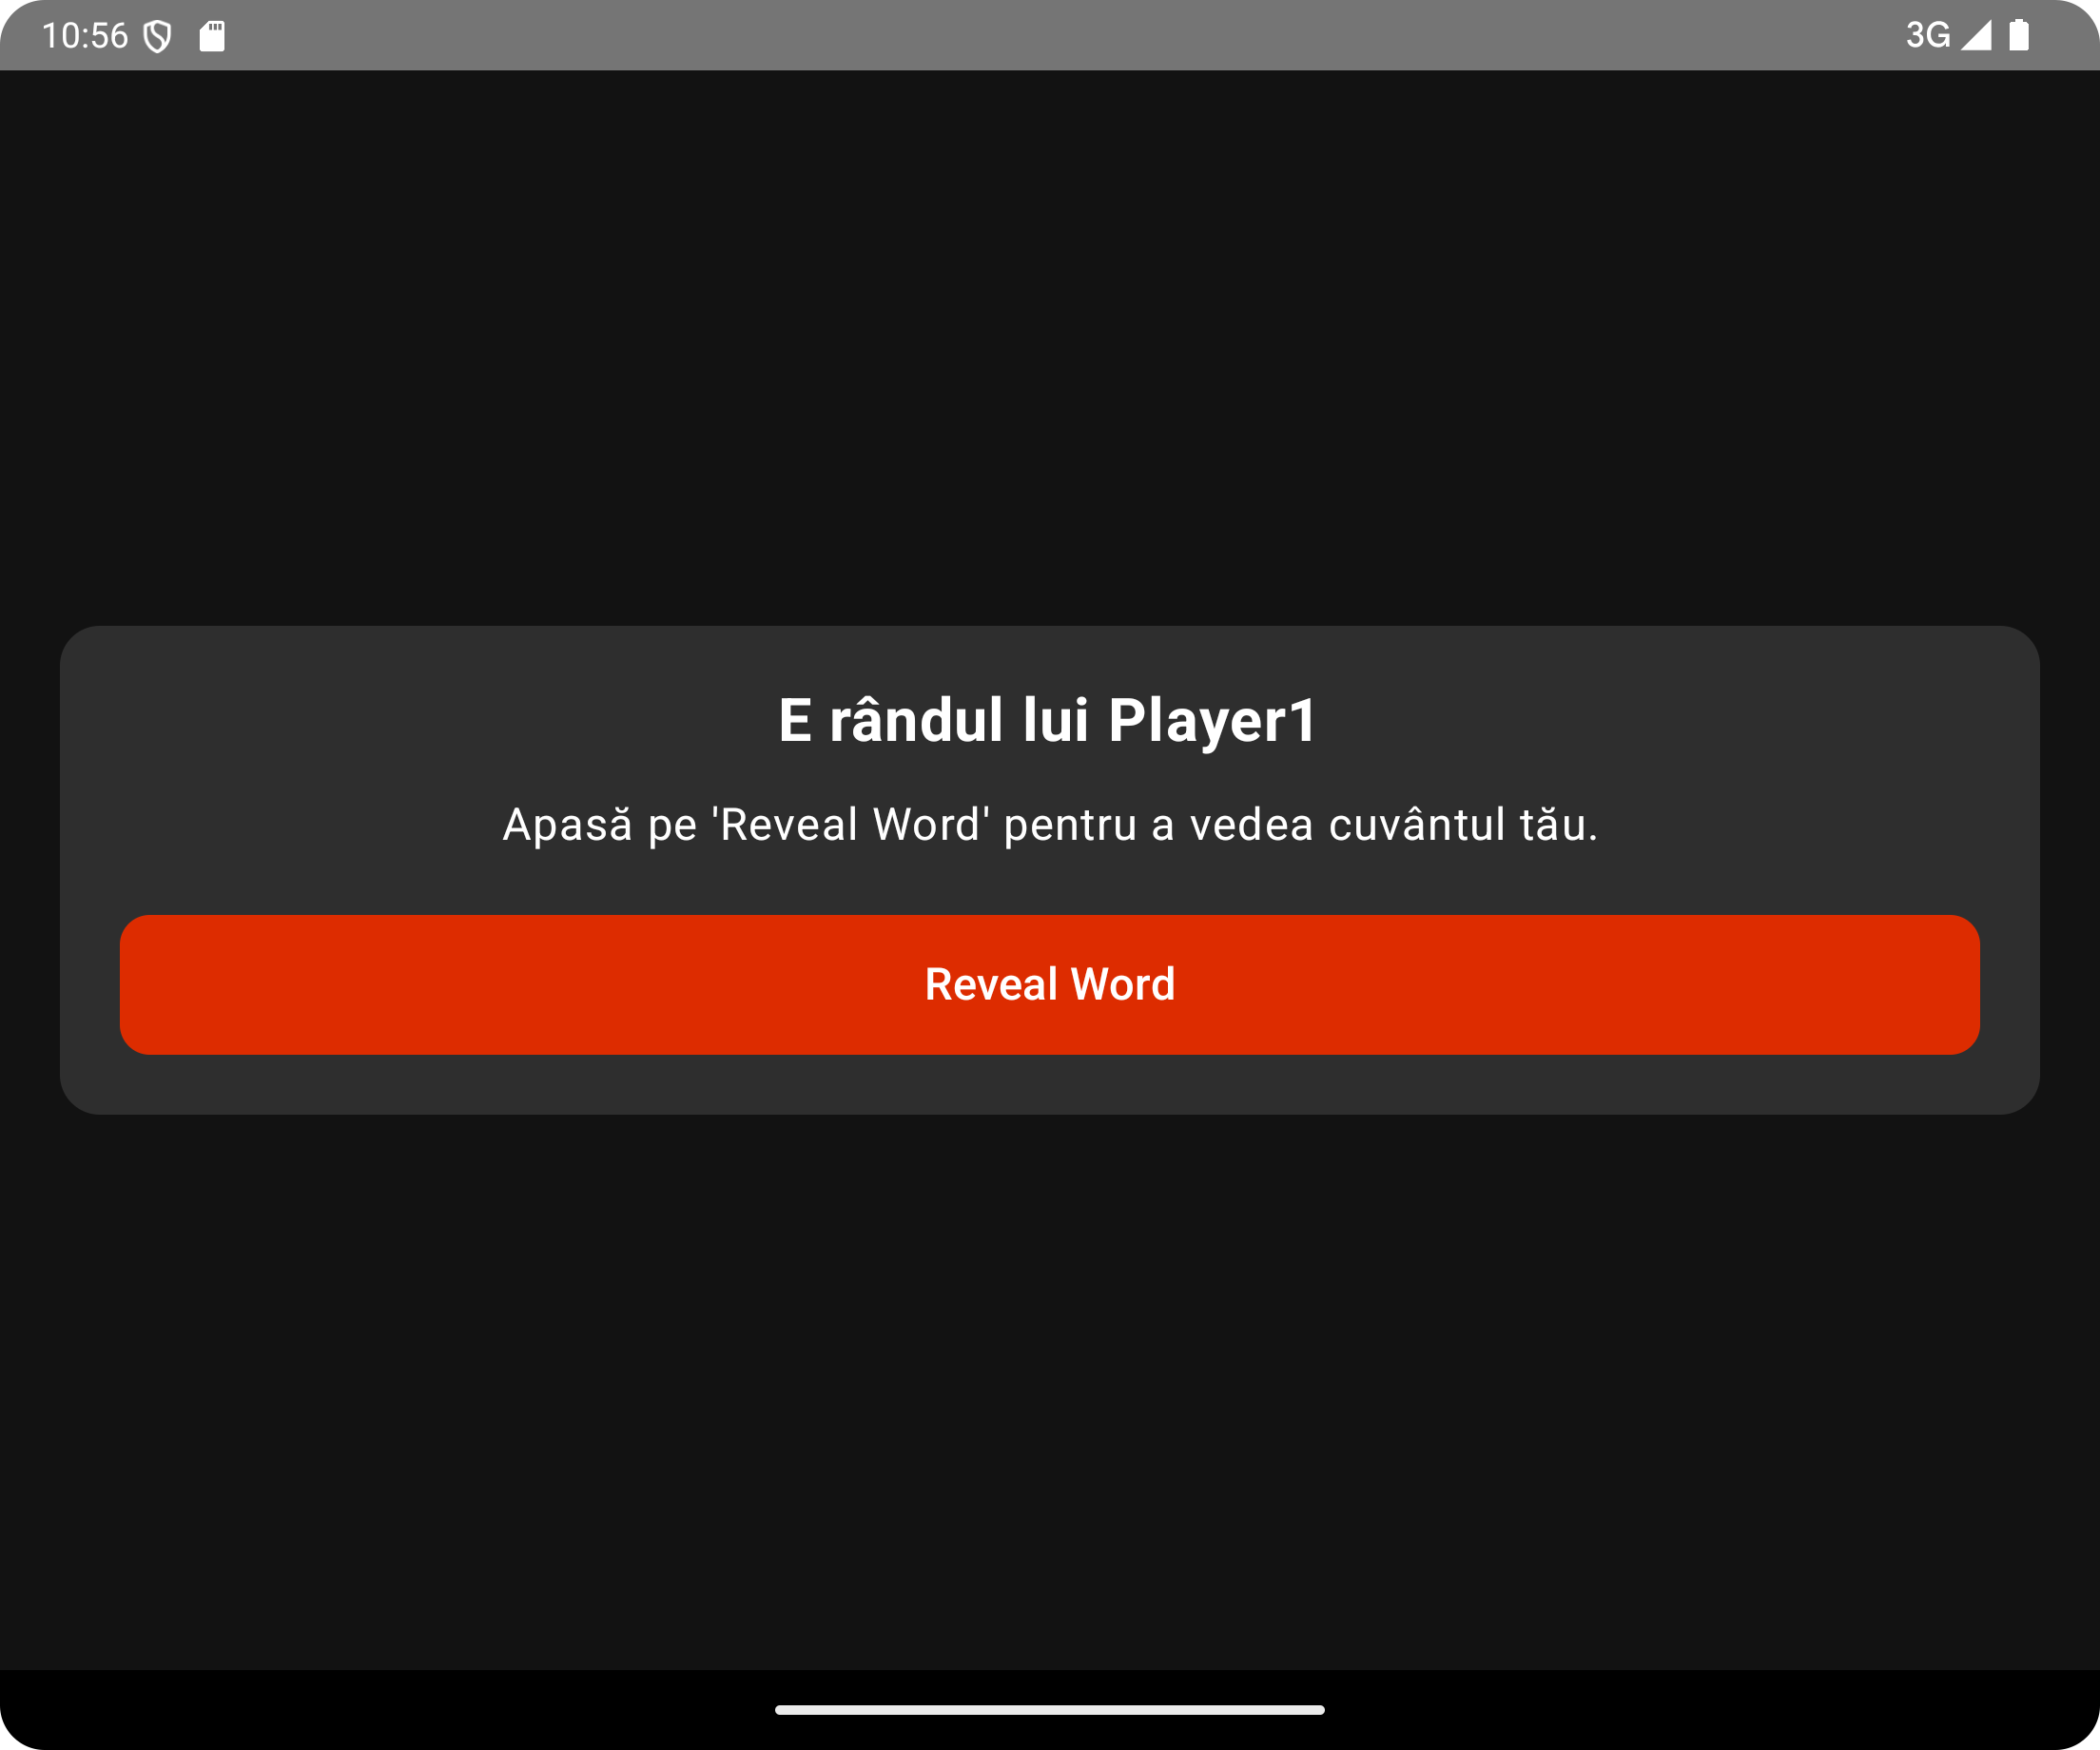 10:56
3G
E rândul lui Player1
Apasă pe 'Reveal Word' pentru a vedea cuvântul tău.
Reveal Word